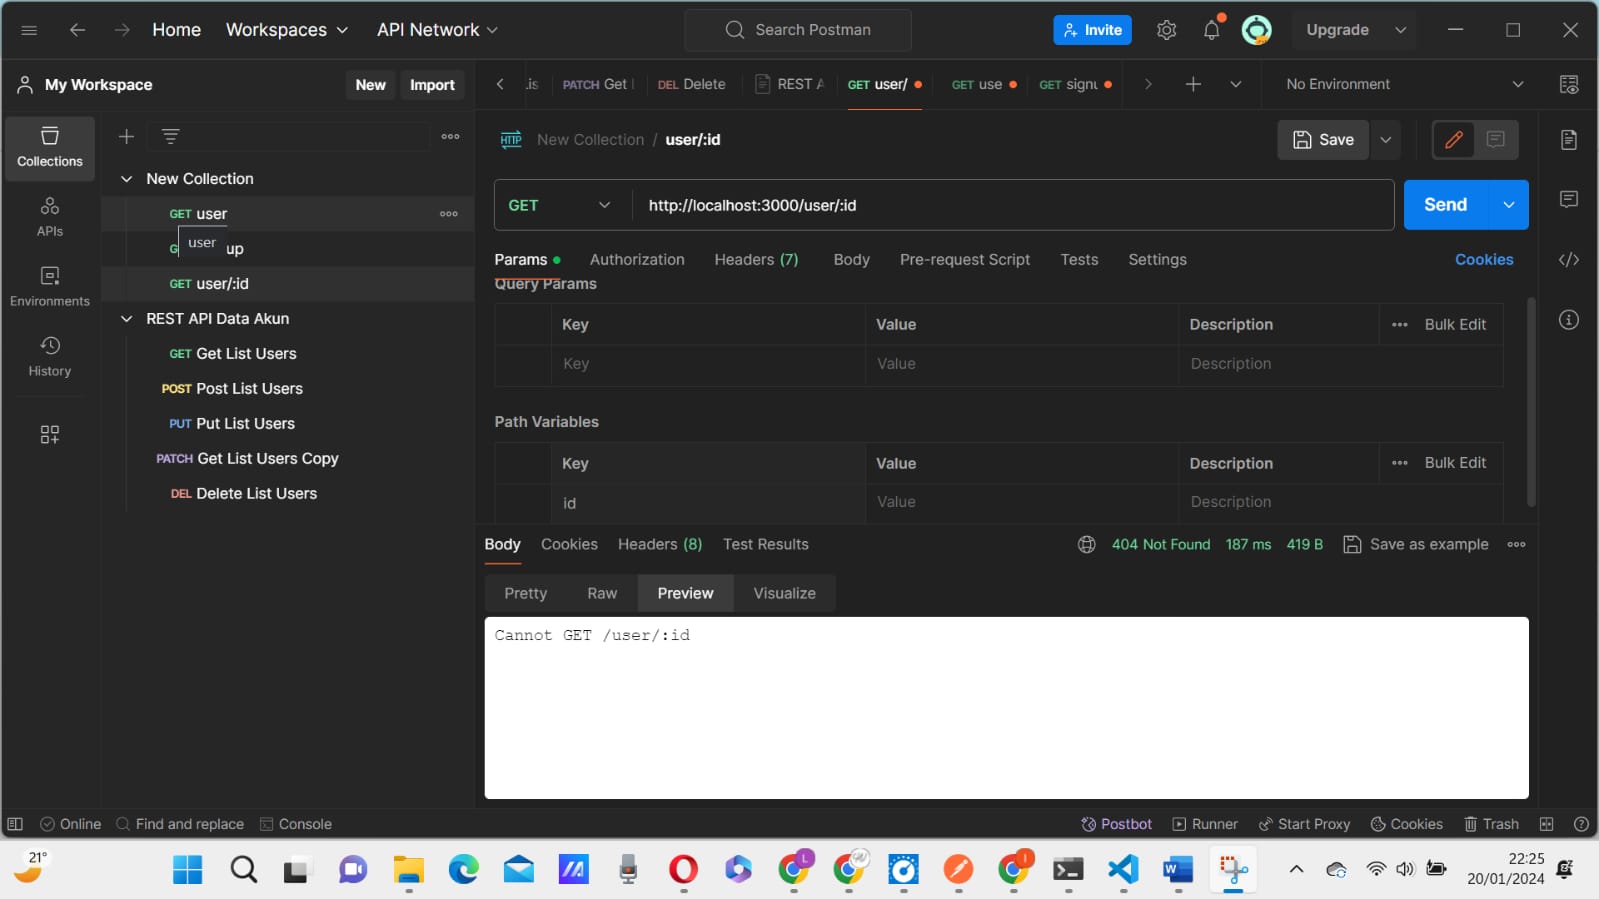 Home Workspaces API Network Search Postman Invite Upgrade
My Workspace New Import
PATCH Get DEL Delete REST A GET user/ GET use GET signu No Environment
Collections
APIs
Environments
History
New Collection
GET user
user up
GET user/:id
REST API Data Akun
GET Get List Users
POST Post List Users
PUT Put List Users
PATCH Get List Users Copy
DEL Delete List Users
HTTP New Collection / user/:id Save
GET http://localhost:3000/user/:id Send
Params Authorization Headers (7) Body Pre-request Script Tests Settings Cookies
Query Params
Key Value Description ••• Bulk Edit
Key Value Description
Path Variables
Key Value Description ••• Bulk Edit
id Value Description
Body Cookies Headers (8) Test Results 404 Not Found 187 ms 419 B Save as example
Pretty Raw Preview Visualize
Cannot GET /user/:id
Online Find and replace Console Postbot Runner Start Proxy Cookies Trash
21°
22:25
20/01/2024